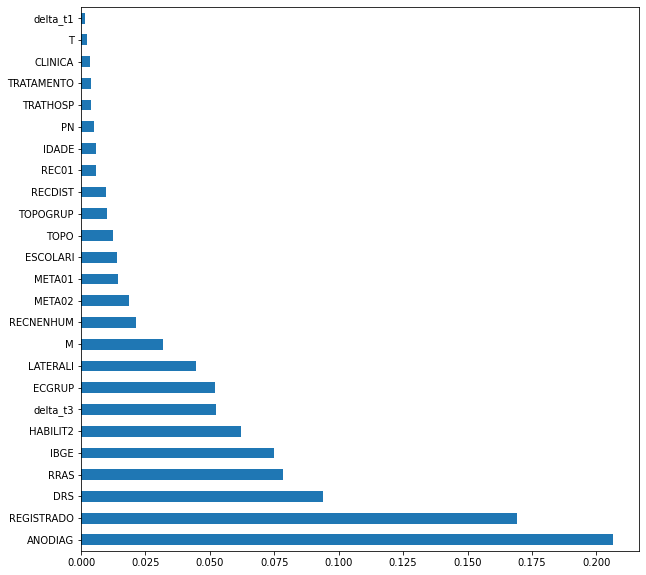 delta_t1
T
CLINICA
TRATAMENTO
TRATHOSP
PN
IDADE
REC01
RECDIST
TOPOGRUP
TOPO
ESCOLARI
META01
META02
RECNENHUM
M
LATERALI
ECGRUP
delta_t3
HABILIT2
IBGE
RRAS
DRS
REGISTRADO
ANODIAG
0.000 0.025 0.050 0.075 0.100 0.125 0.150 0.175 0.200